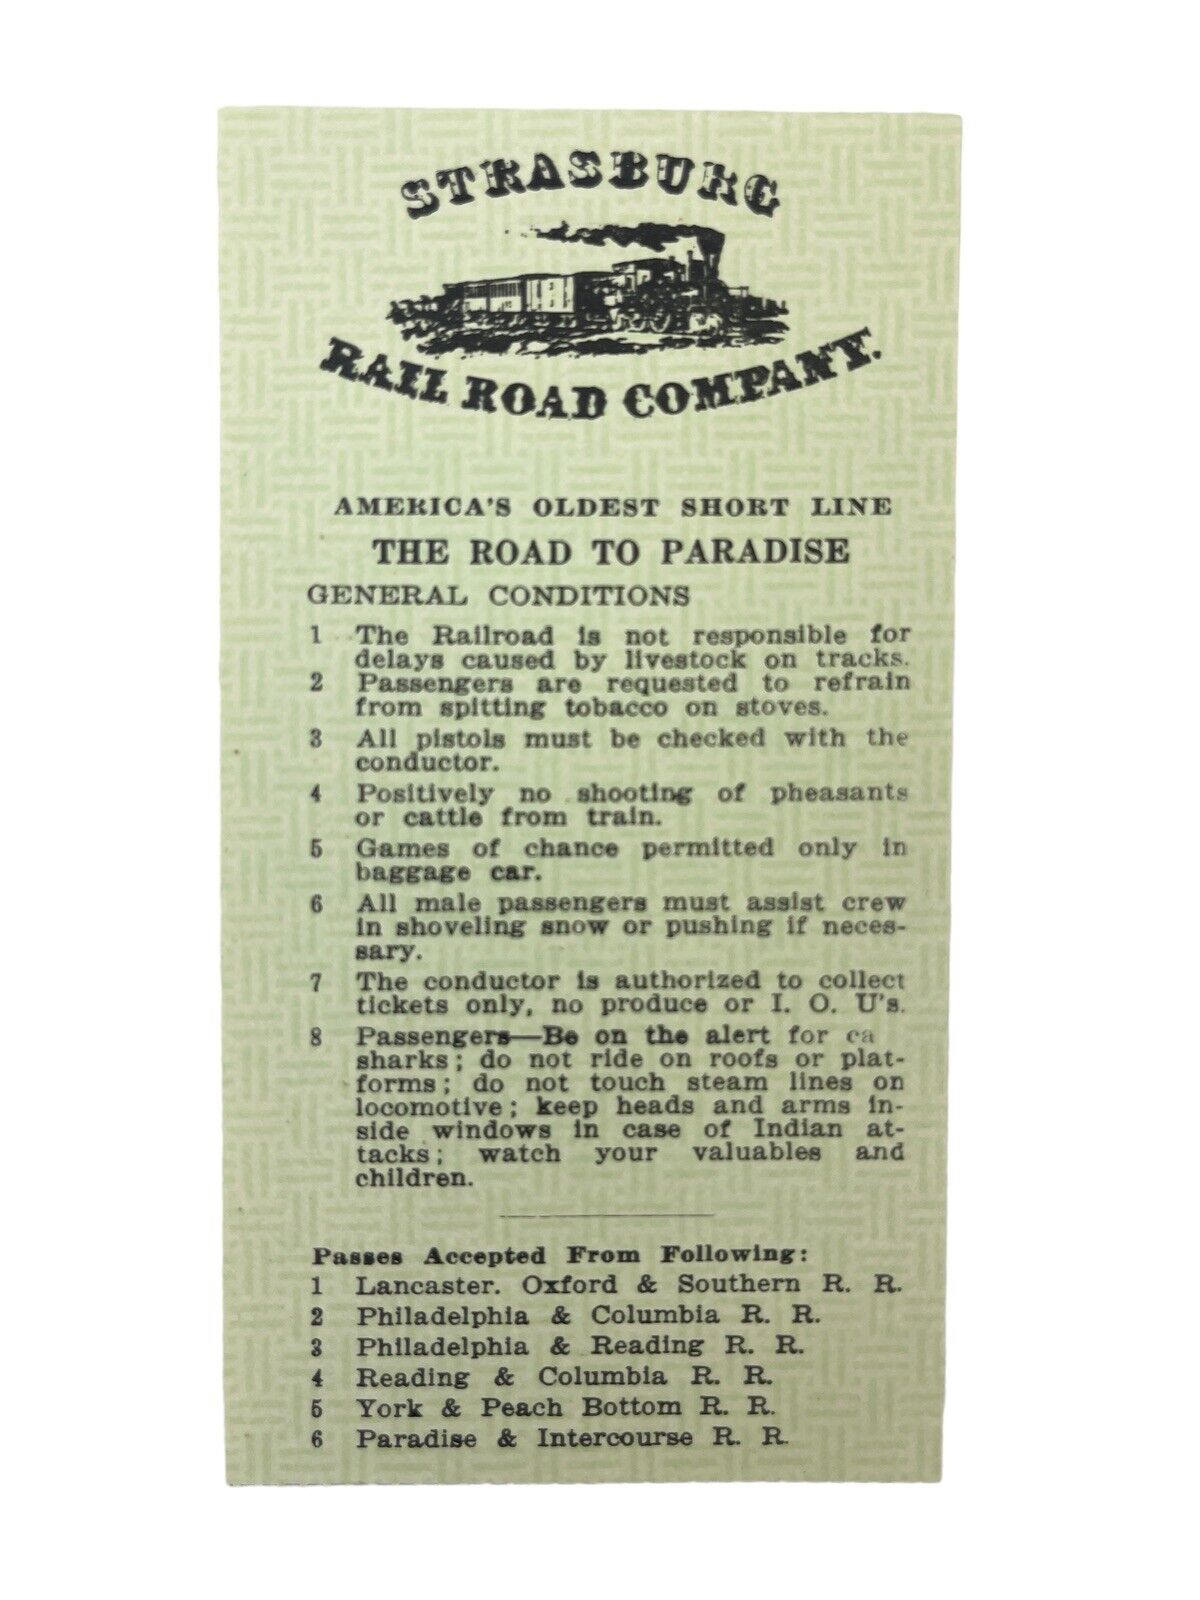 STRASBURG
RAIL ROAD COMPANY.
AMERICA'S OLDEST SHORT LINE
THE ROAD TO PARADISE
GENERAL CONDITIONS
1 The Railroad is not responsible for
delays caused by livestock on tracks.
2 Passengers are requested to refrain
from spitting tobacco on stoves.
3 All pistols must be checked with the
conductor.
4 Positively no shooting of pheasants
or cattle from train.
5 Games of chance permitted only in
baggage car.
6 All male passengers must assist crew
in shoveling snow or pushing if neces-
sary.
7 The conductor is authorized to collect
tickets only, no produce or I. O. U's.
8 Passengers—Be on the alert for ca
sharks; do not ride on roofs or plat-
forms; do not touch steam lines on
locomotive; keep heads and arms in-
side windows in case of Indian at-
tacks; watch your valuables and
children.
Passes Accepted From Following:
1 Lancaster. Oxford & Southern R. R.
2 Philadelphia & Columbia R. R.
3 Philadelphia & Reading R. R.
4 Reading & Columbia R. R.
5 York & Peach Bottom R. R.
6 Paradise & Intercourse R. R.